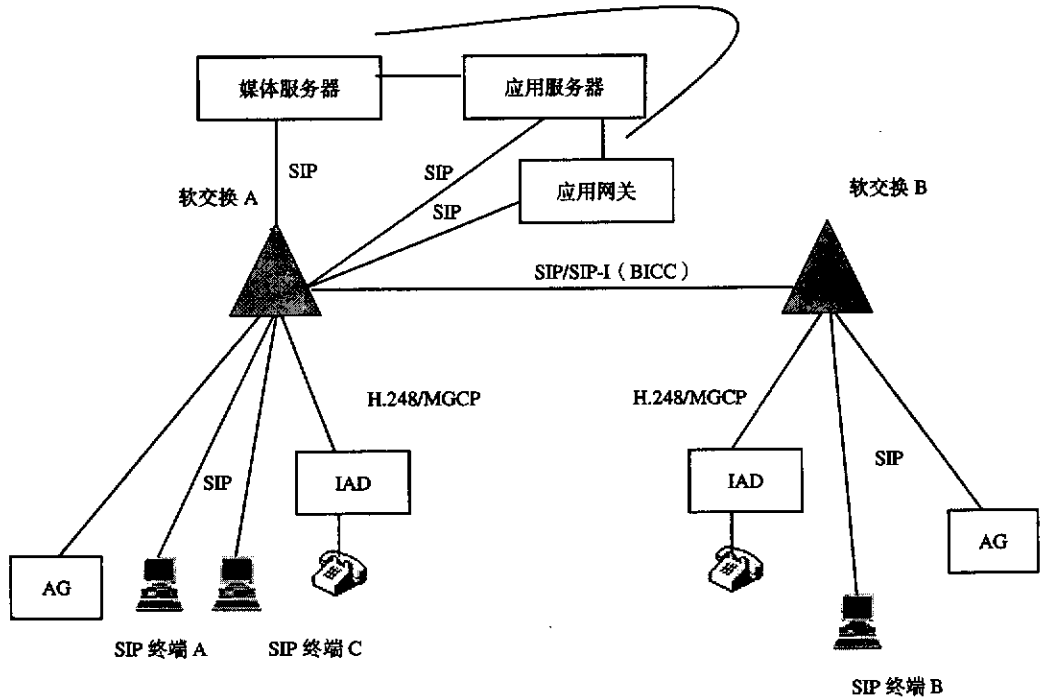 媒体服务器
应用服务器
SIP
SIP
应用网关
软交换 A
SIP
软交换 B
SIP/SIP-I（BICC）
H.248/MGCP
H.248/MGCP
SIP
IAD
IAD
SIP
AG
AG
SIP 终端 A
SIP 终端 C
SIP 终端 B